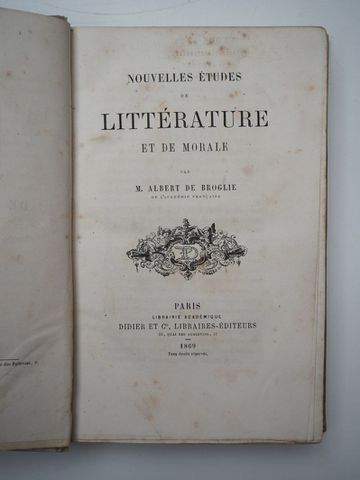 NOUVELLES ÉTUDES
DE
LITTÉRATURE
ET DE MORALE
PAR
M. ALBERT DE BROGLIE
DE L'ACADÉMIE FRANÇAISE
PARIS
LIBRAIRIE ACADÉMIQUE
DIDIER ET Cie, LIBRAIRES-ÉDITEURS
35, QUAI DES AUGUSTINS, 35
1869
Tous droits réservés.